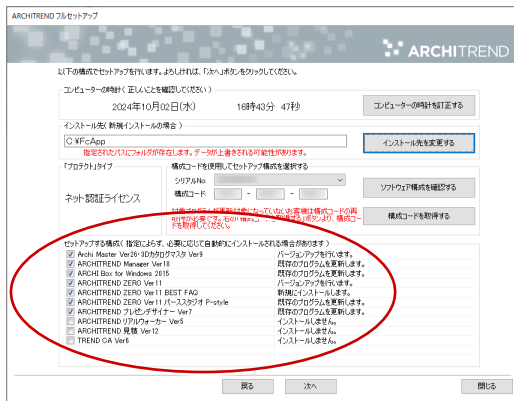 ARCHITREND フルセットアップ
ARCHITREND
以下の構成でセットアップを行います。よろしければ、「次へ」ボタンをクリックしてください。
コンピューターの時計( 正しいことを確認してください )
2024年10月02日(水) 16時43分 47秒
コンピューターの時計を訂正する
インストール先( 新規インストールの場合 )
C:¥FcApp
インストール先を変更する
指定されたパスにフォルダが存在します。データが上書きされる可能性があります。
「プロテクト」タイプ
ネット認証ライセンス
構成コードを使用してセットアップ構成を選択する
シリアルNo:
構成コード: - - -
ソフトウェア構成を確認する
構成コードを取得する
セットアップする構成( 指定によらず、必要に応じて自動的にインストールされる場合があります )
Archi Master Ver26・3Dカタログマスタ Ver9 バージョンアップを行います。
ARCHITREND Manager Ver18 既存のプログラムを更新します。
ARCHI Box for Windows 2015 既存のプログラムを更新します。
ARCHITREND ZERO Ver11 バージョンアップを行います。
ARCHITREND ZERO Ver11 BEST FAQ 新規にインストールします。
ARCHITREND ZERO Ver11 パーススタジオ P-style 既存のプログラムを更新します。
ARCHITREND プレゼンデザイナー Ver7 既存のプログラムを更新します。
ARCHITREND リアルウォーカー Ver5 インストールしません。
ARCHITREND 見積 Ver12 インストールしません。
TREND CA Ver6 インストールしません。
戻る 次へ 閉じる